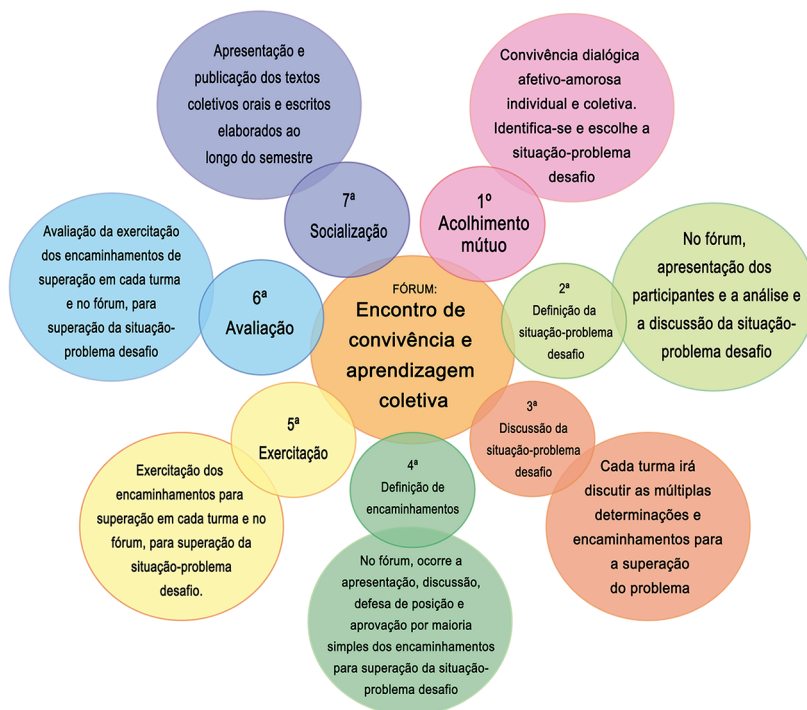 FÓRUM:
Encontro de
convivência e
aprendizagem
coletiva
1º
Acolhimento
mútuo
Convivência dialógica
afetivo-amorosa
individual e coletiva.
Identifica-se e escolhe a
situação-problema
desafio
2ª
Definição da
situação-problema
desafio
No fórum,
apresentação dos
participantes e a análise e
a discussão da situação-
problema desafio
3ª
Discussão da
situação-problema
desafio
Cada turma irá
discutir as múltiplas
determinações e
encaminhamentos para
a superação
do problema
4ª
Definição de
encaminhamentos
No fórum, ocorre a
apresentação, discussão,
defesa de posição e
aprovação por maioria
simples dos encaminhamentos
para superação da situação-
problema desafio
5ª
Exercitação
Exercitação dos
encaminhamentos para
superação em cada turma e no
fórum, para superação da
situação-problema
desafio.
6ª
Avaliação
Avaliação da exercitação
dos encaminhamentos de
superação em cada turma
e no fórum, para
superação da situação-
problema desafio
7ª
Socialização
Apresentação e
publicação dos textos
coletivos orais e escritos
elaborados ao
longo do semestre